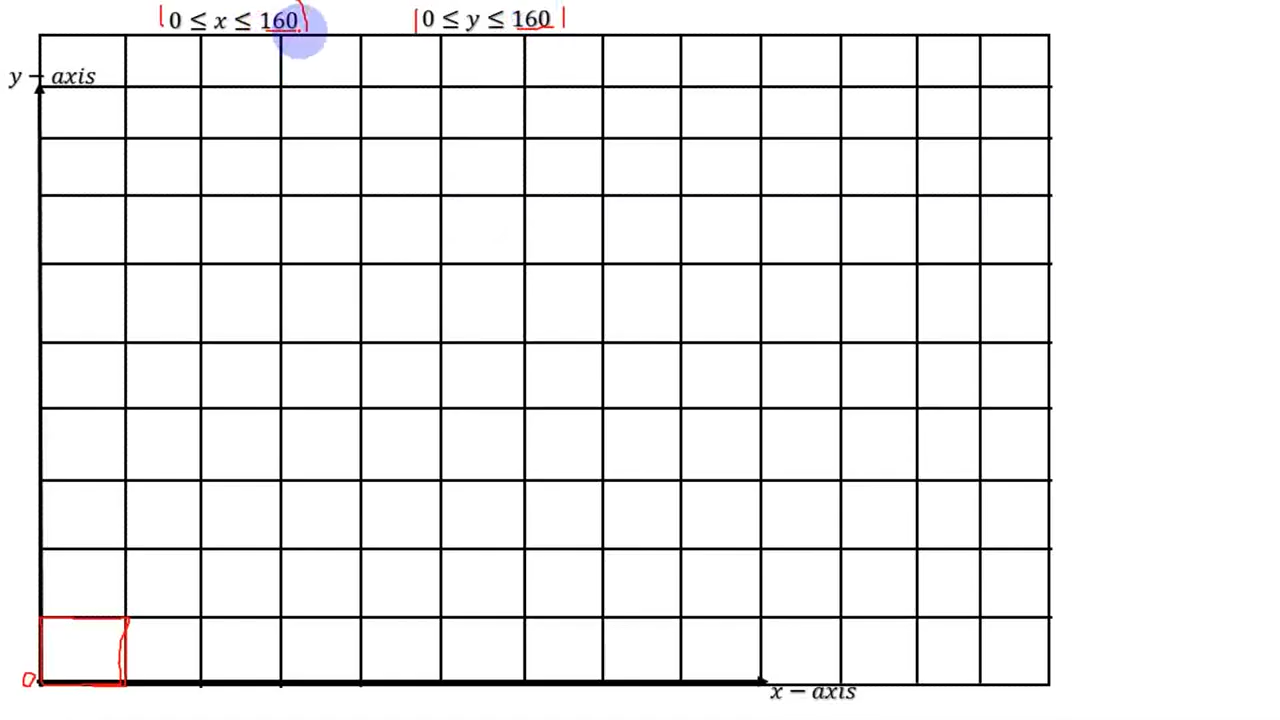 0 ≤ x ≤ 160 0 ≤ y ≤ 160
y − axis
0
x − axis